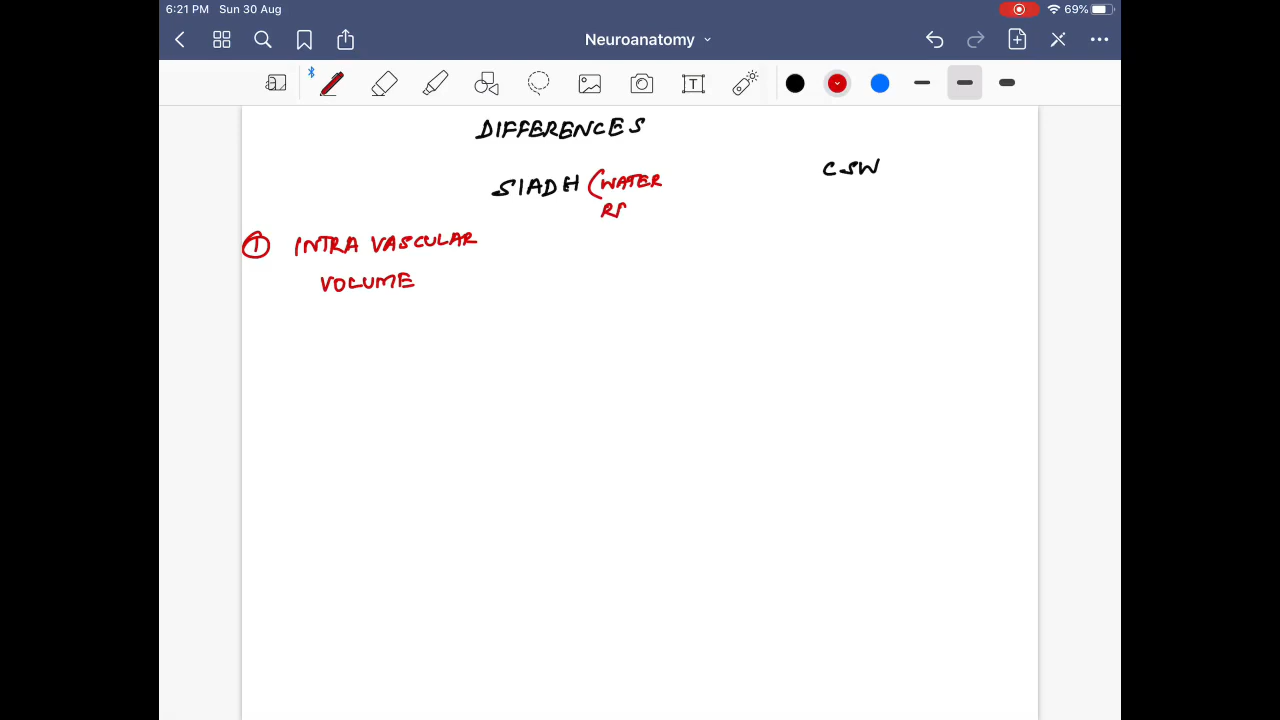 6:21 PM Sun 30 Aug
69%
Neuroanatomy
T
DIFFERENCES
CSW
SIADH (WATER
① INTRA VASCULAR
VOLUME